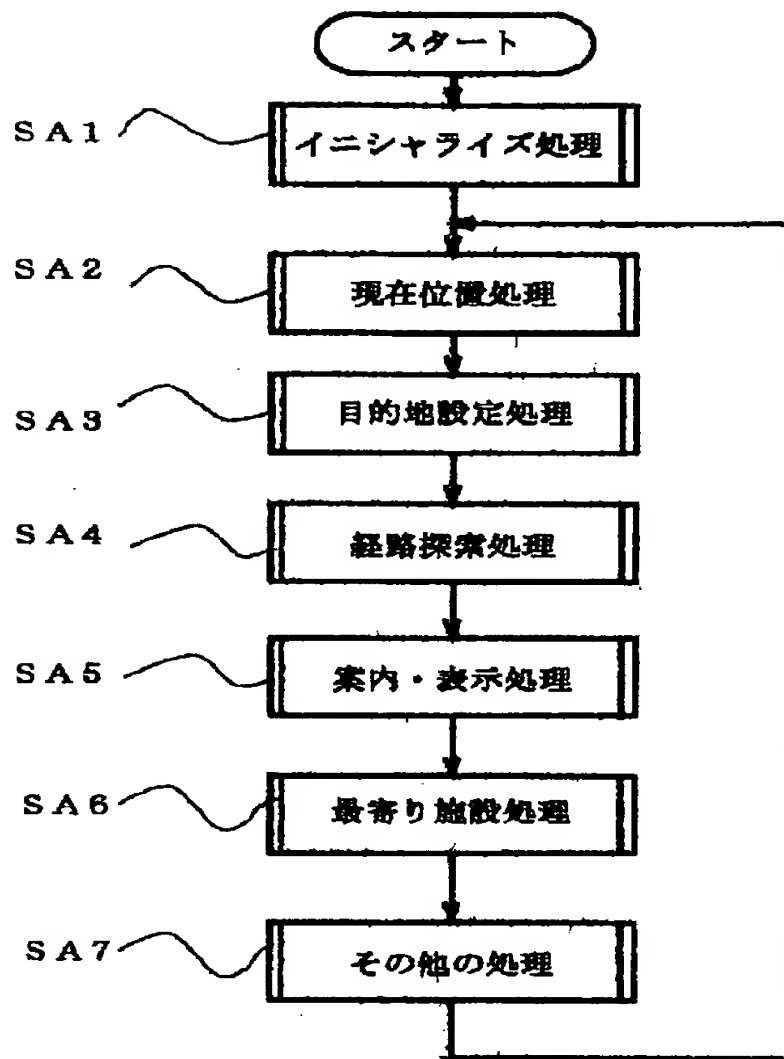 スタート
SA1
イニシャライズ処理
SA2
現在位置処理
SA3
目的地設定処理
SA4
経路探索処理
SA5
案内・表示処理
SA6
最寄り施設処理
SA7
その他の処理